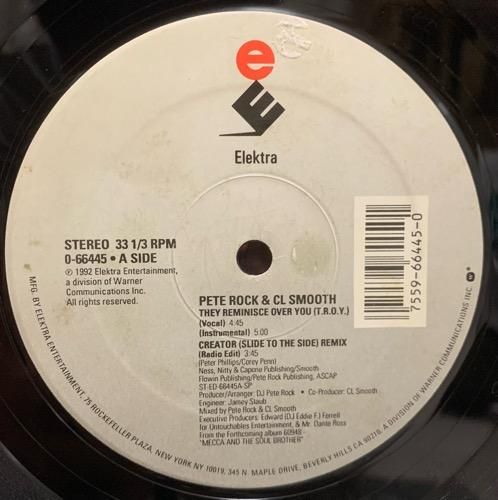 e
E
Elektra
STEREO 33 1/3 RPM
0-66445 • A SIDE
℗ 1992 Elektra Entertainment,
a division of Warner
Communications Inc.
All rights reserved.
7559-66445-0
PETE ROCK & CL SMOOTH
THEY REMINISCE OVER YOU (T.R.O.Y.)
(Vocal) 4:45
(Instrumental) 5:00
CREATOR (SLIDE TO THE SIDE) REMIX
(Radio Edit) 3:45
(Peter Phillips/Corey Penn)
Ness, Nitty & Capone Publishing/Smooth
Flowin Publishing/Pete Rock Publishing, ASCAP
ST-ED-66445A-SP
Producer/Arranger: DJ Pete Rock • Co-Producer: CL Smooth
Engineer: Jamey Staub
Mixed by Pete Rock & CL Smooth
Executive Producers: Edward (DJ Eddie F.) Ferrell
for Untouchables Entertainment, & Mr. Dante Ross
From the Forthcoming album 60948 -
"MECCA AND THE SOUL BROTHER"
MFG. BY ELEKTRA ENTERTAINMENT, 75 ROCKEFELLER PLAZA, NEW YORK NY 10019, 345 N. MAPLE DRIVE, BEVERLY HILLS CA 90210. A DIVISION OF WARNER COMMUNICATIONS INC.